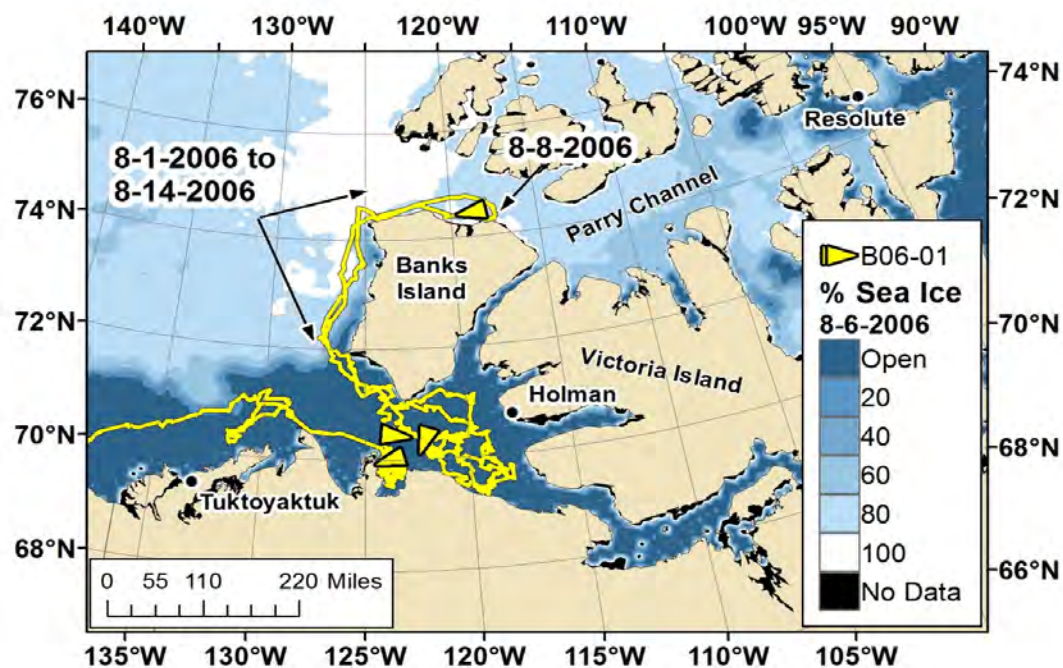 140°W 130°W 120°W 110°W 100°W 95°W 90°W
76°N
74°N
72°N
70°N
68°N
74°N
72°N
70°N
68°N
66°N
8-1-2006 to
8-14-2006
8-8-2006
Resolute
Parry Channel
Banks
Island
Victoria Island
Holman
Tuktoyaktuk
B06-01
% Sea Ice
8-6-2006
Open
20
40
60
80
100
No Data
0 55 110 220 Miles
135°W 130°W 125°W 120°W 115°W 110°W 105°W